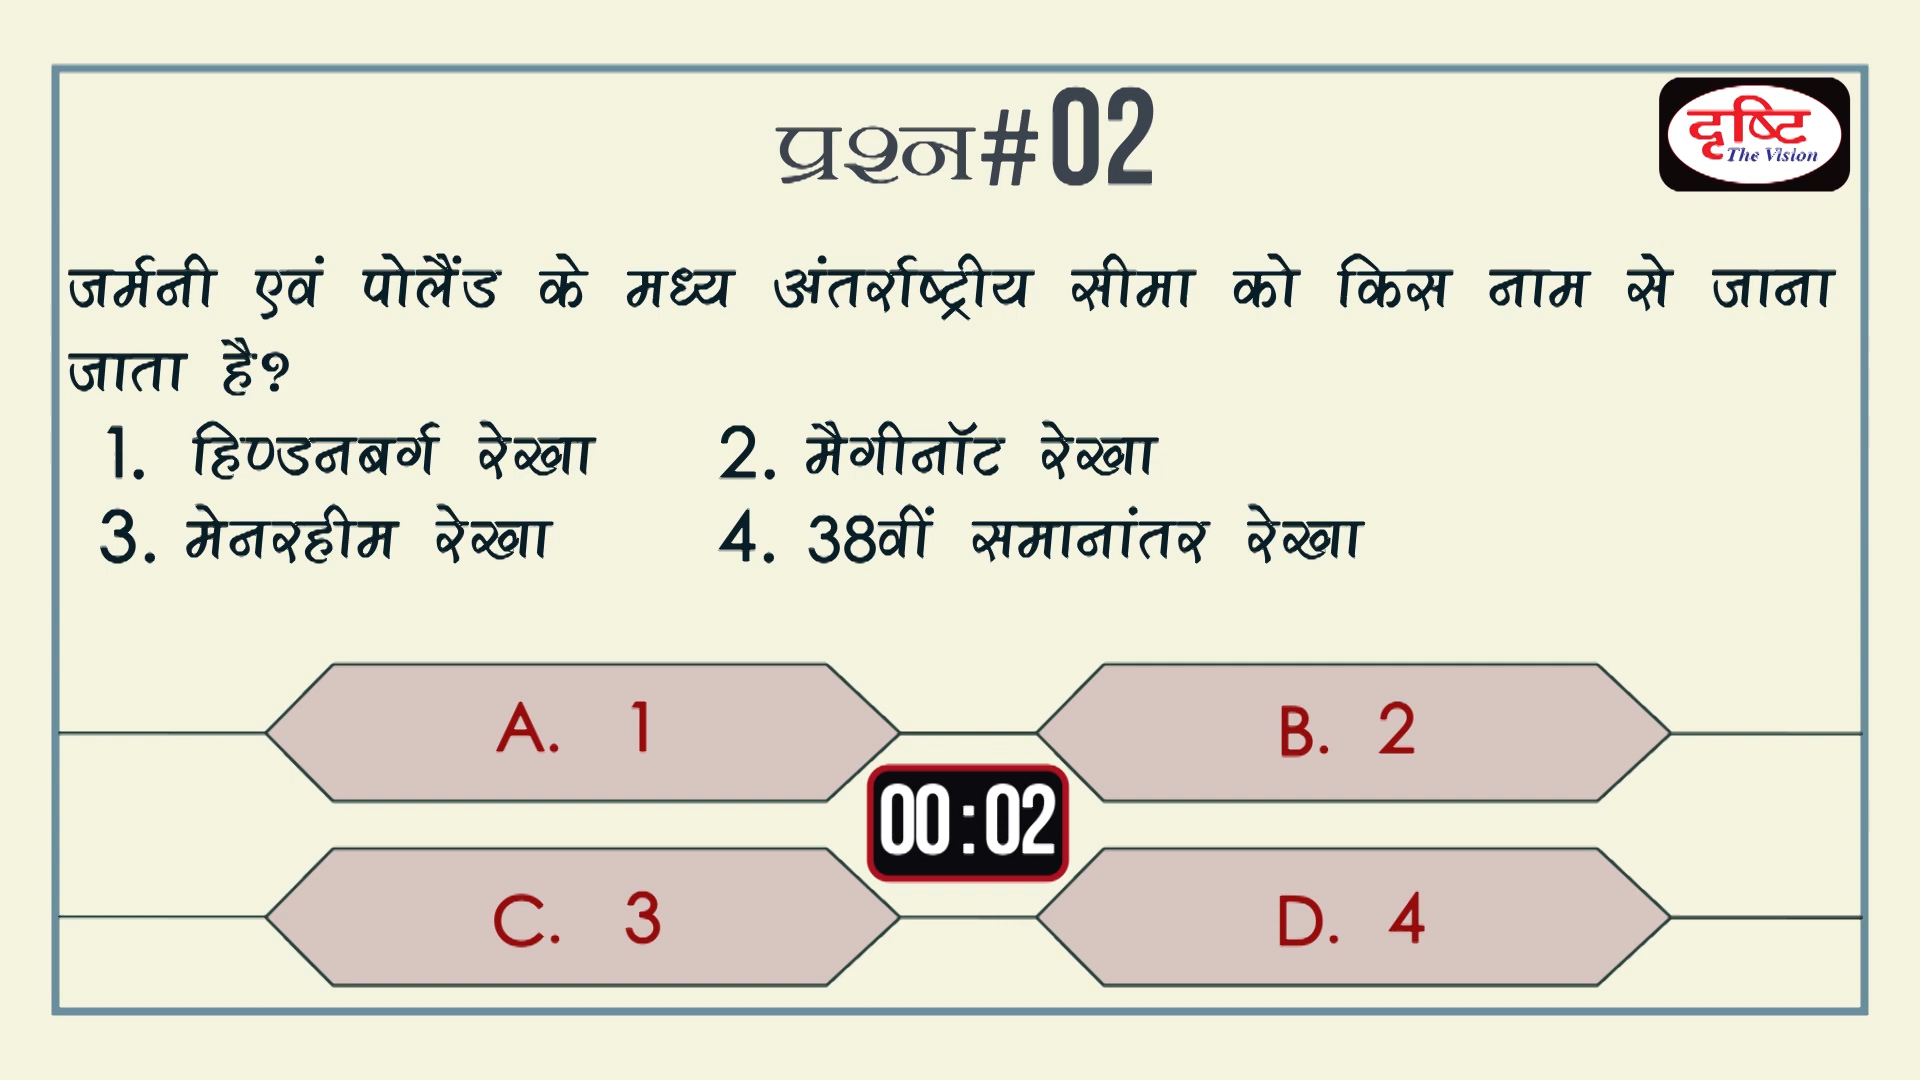 प्रश्न#02
दृष्टि
The Vision
जर्मनी एवं पोलैंड के मध्य अंतर्राष्ट्रीय सीमा को किस नाम से जाना
जाता है?
1. हिण्डनबर्ग रेखा 2. मैगीनॉट रेखा
3. मेनरहीम रेखा 4. 38वीं समानांतर रेखा
A. 1 B. 2
00:02
C. 3 D. 4